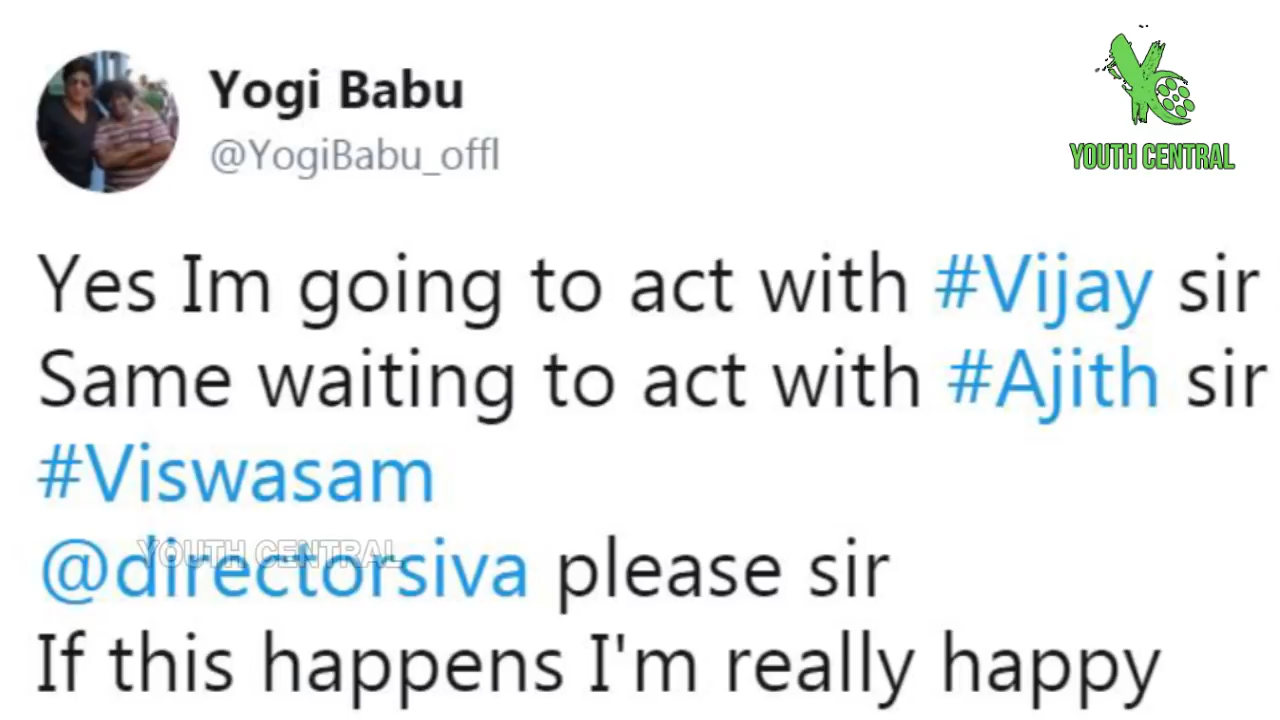 Yogi Babu
@YogiBabu_offl
YOUTH CENTRAL
Yes Im going to act with #Vijay sir
Same waiting to act with #Ajith sir
#Viswasam
@directorsiva please sir
YOUTH CENTRAL
If this happens I'm really happy